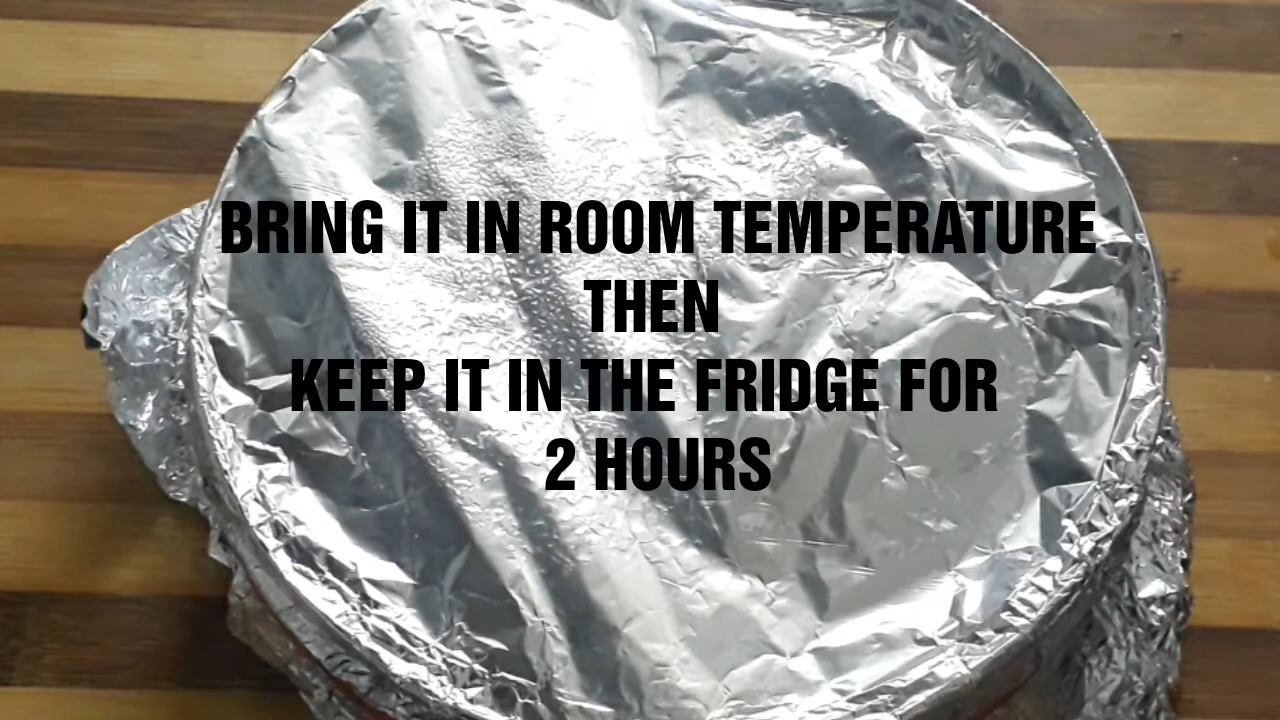 BRING IT IN ROOM TEMPERATURE
THEN
KEEP IT IN THE FRIDGE FOR
2 HOURS